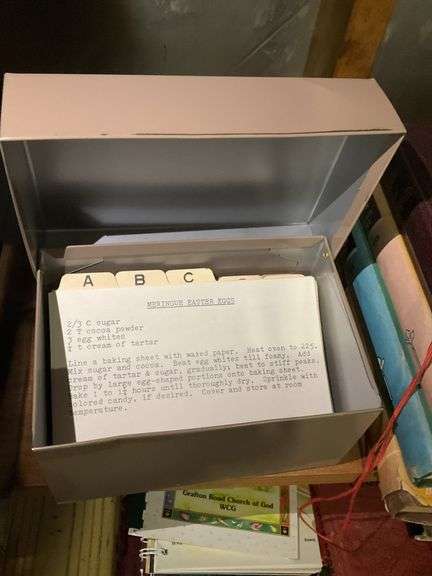 A B C
MERINGUE EASTER EGGS
2/3 C sugar
2 T cocoa powder
3 egg whites
t cream of tartar
Line a baking sheet with waxed paper. Heat oven to 225.
Mix sugar and cocoa. Beat egg whites till foamy. Add
cream of tartar & sugar, gradually; beat to stiff peaks.
Drop by large egg-shaped portions onto baking sheet.
Bake 1 to 1½ hours until thoroughly dry. Sprinkle with
colored candy, if desired. Cover and store at room
temperature.
Grafton Road Church of God
WCG